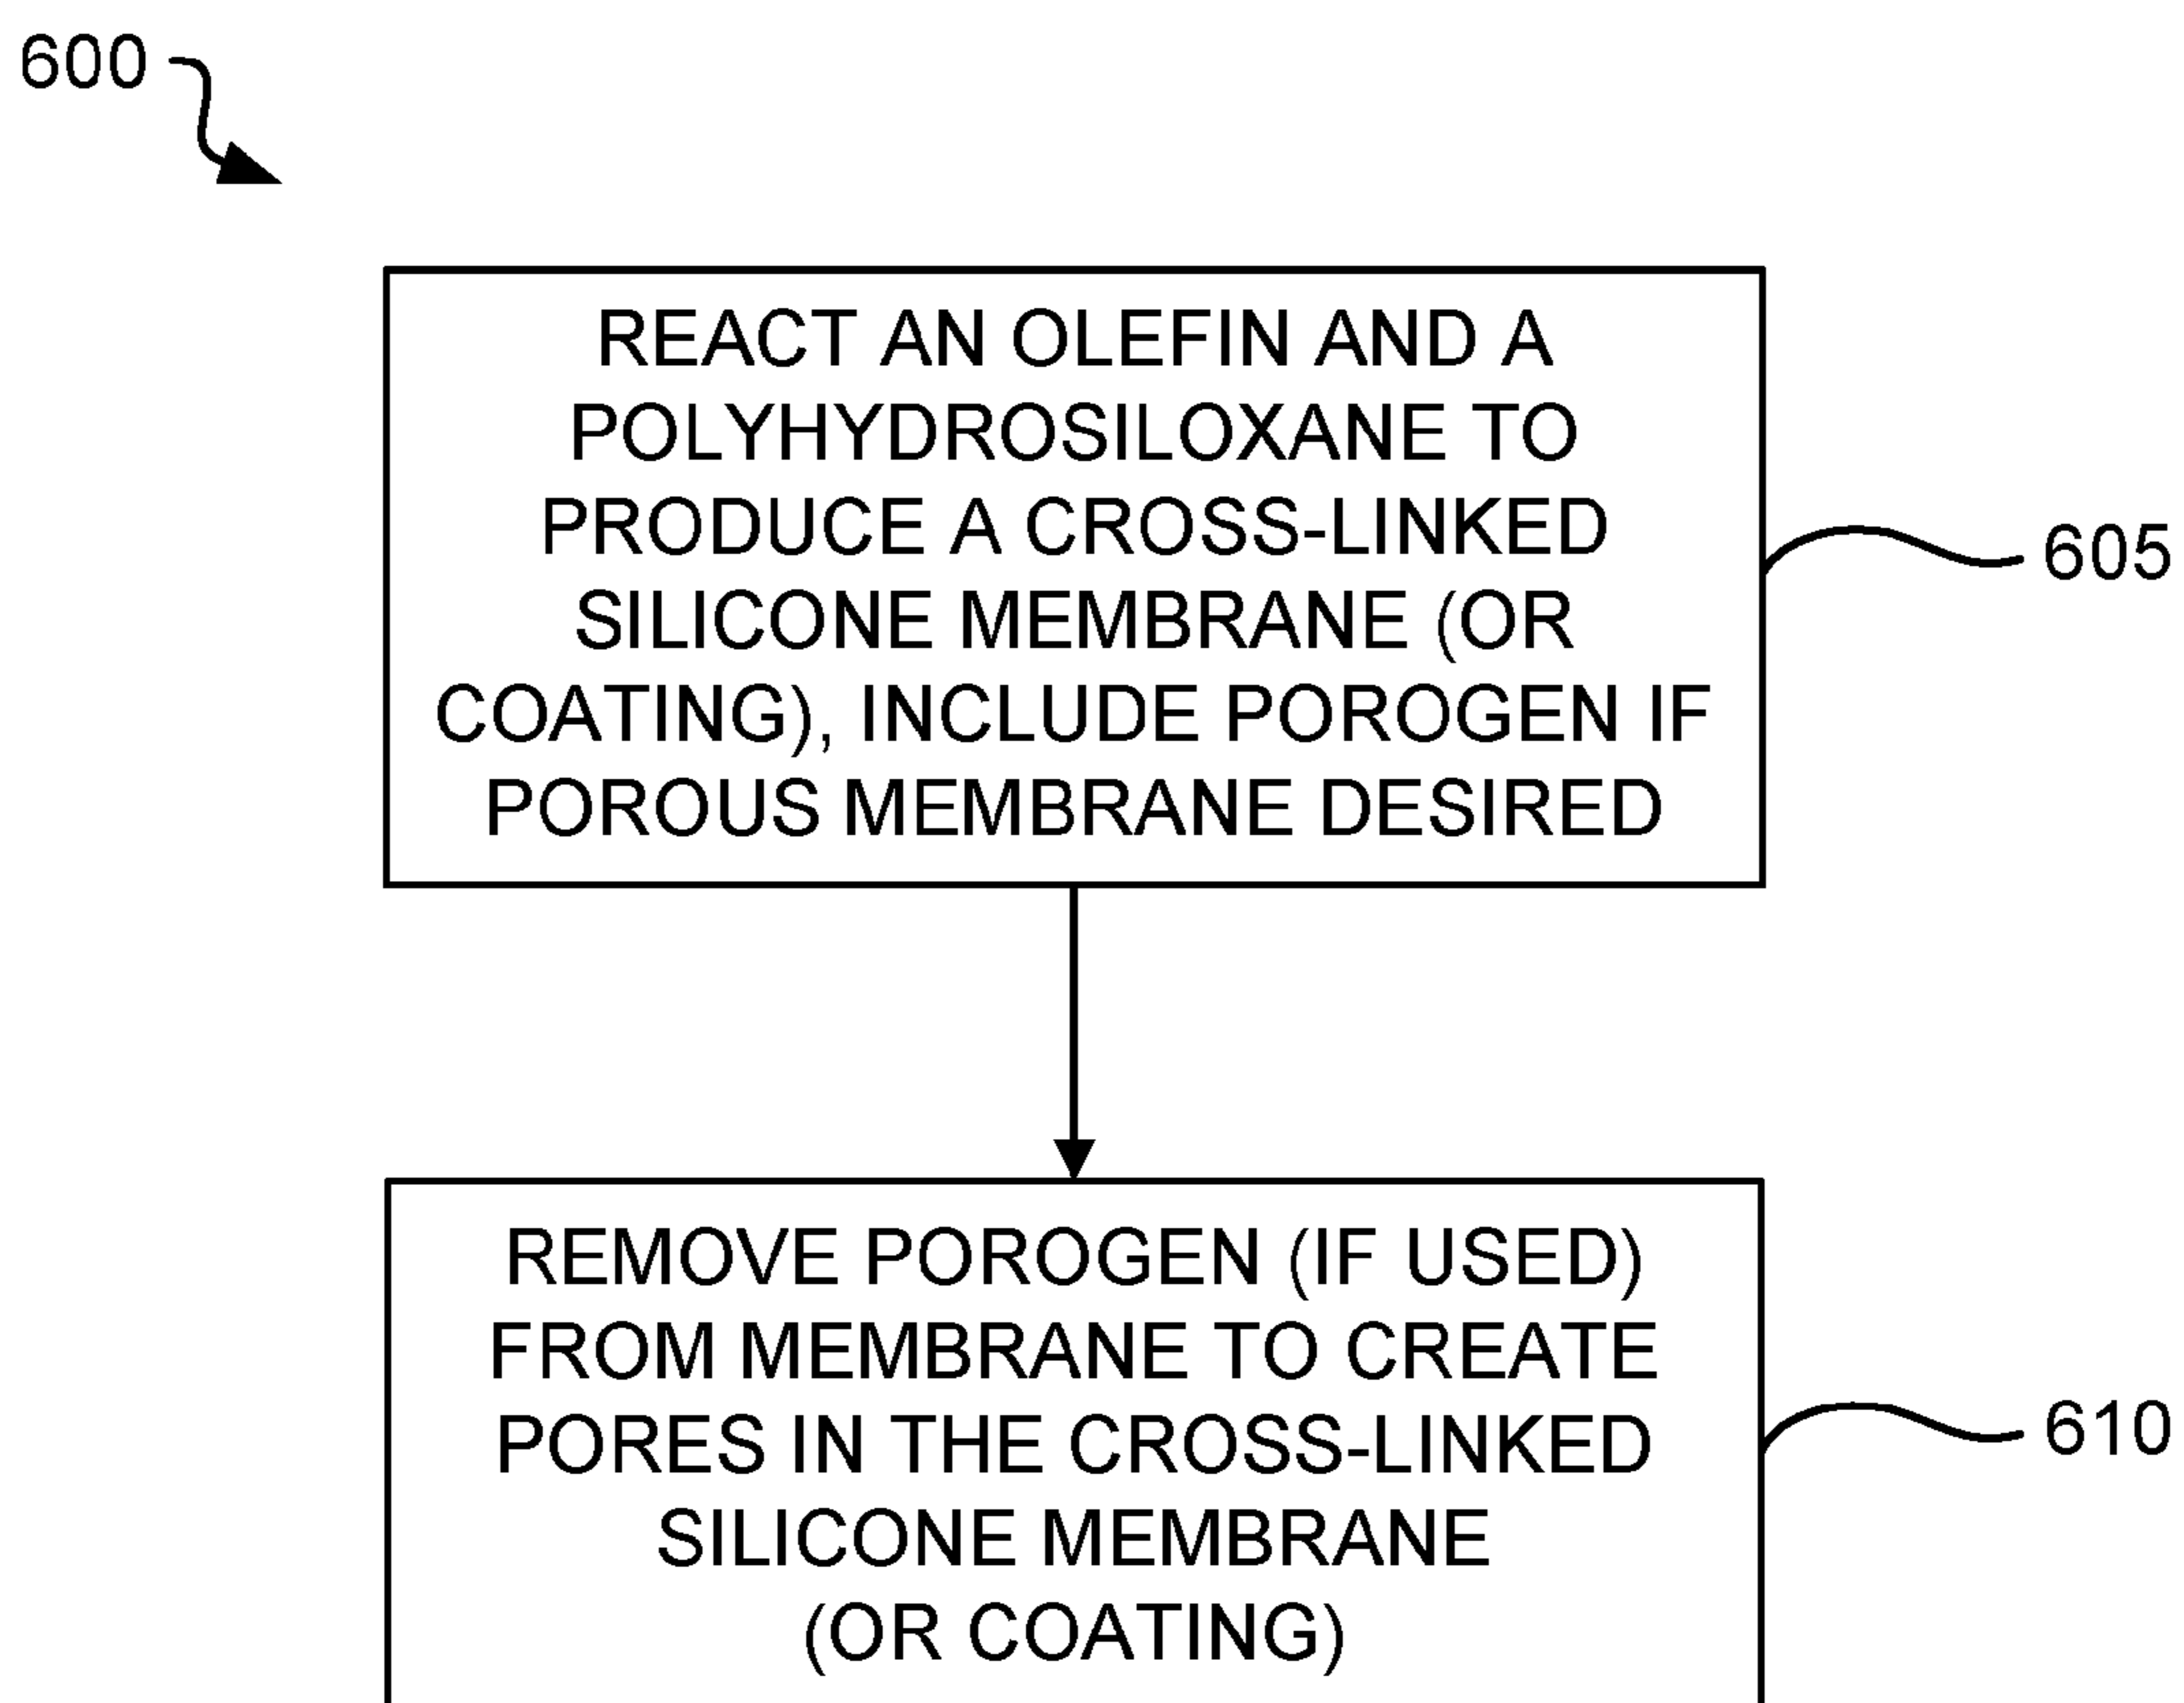 600
REACT AN OLEFIN AND A
POLYHYDROSILOXANE TO
PRODUCE A CROSS-LINKED
SILICONE MEMBRANE (OR
COATING), INCLUDE POROGEN IF
POROUS MEMBRANE DESIRED
605
REMOVE POROGEN (IF USED)
FROM MEMBRANE TO CREATE
PORES IN THE CROSS-LINKED
SILICONE MEMBRANE
(OR COATING)
610